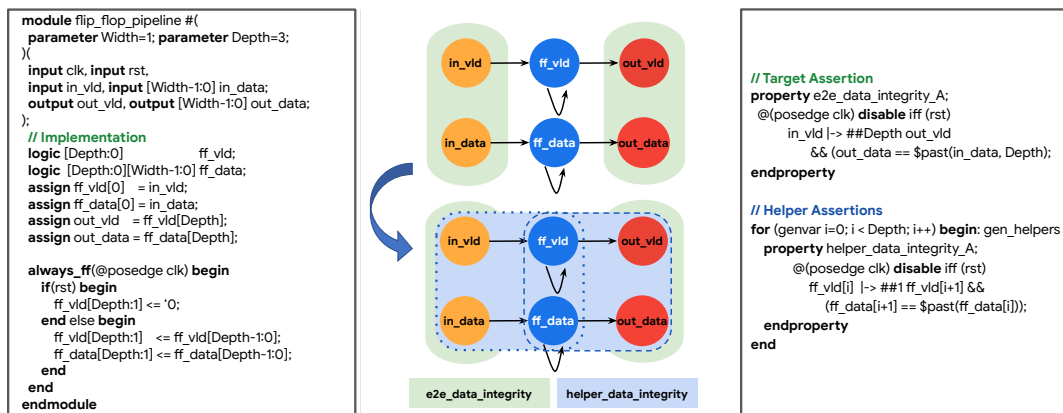 module flip_flop_pipeline #(
parameter Width=1; parameter Depth=3;
)(
input clk, input rst,
input in_vld, input [Width-1:0] in_data;
output out_vld, output [Width-1:0] out_data;
);
// Implementation
logic [Depth:0] ff_vld;
logic [Depth:0][Width-1:0] ff_data;
assign ff_vld[0] = in_vld;
assign ff_data[0] = in_data;
assign out_vld = ff_vld[Depth];
assign out_data = ff_data[Depth];
always_ff(@posedge clk) begin
if(rst) begin
ff_vld[Depth:1] <= '0;
end else begin
ff_vld[Depth:1] <= ff_vld[Depth-1:0];
ff_data[Depth:1] <= ff_data[Depth-1:0];
end
end
endmodule
in_vld ff_vld out_vld
in_data ff_data out_data
in_vld ff_vld out_vld
in_data ff_data out_data
e2e_data_integrity helper_data_integrity
// Target Assertion
property e2e_data_integrity_A;
@(posedge clk) disable iff (rst)
in_vld |-> ##Depth out_vld
&& (out_data == $past(in_data, Depth);
endproperty
// Helper Assertions
for (genvar i=0; i < Depth; i++) begin: gen_helpers
property helper_data_integrity_A;
@(posedge clk) disable iff (rst)
ff_vld[i] |-> ##1 ff_vld[i+1] &&
(ff_data[i+1] == $past(ff_data[i]));
endproperty
end